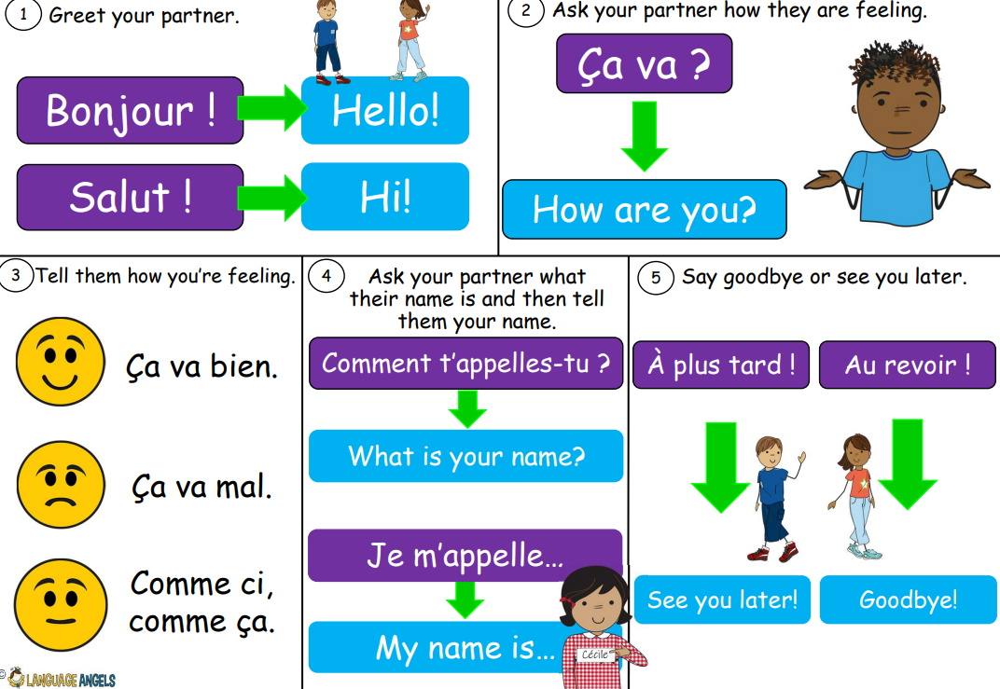 1 Greet your partner.
Bonjour !
Hello!
Salut !
Hi!
2 Ask your partner how they are feeling.
Ça va ?
How are you?
3 Tell them how you're feeling.
Ça va bien.
Ça va mal.
Comme ci,
comme ça.
4 Ask your partner what
their name is and then tell
them your name.
Comment t'appelles-tu ?
What is your name?
Je m'appelle...
My name is...
Cécile
5 Say goodbye or see you later.
À plus tard !
Au revoir !
See you later!
Goodbye!
© LANGUAGE ANGELS